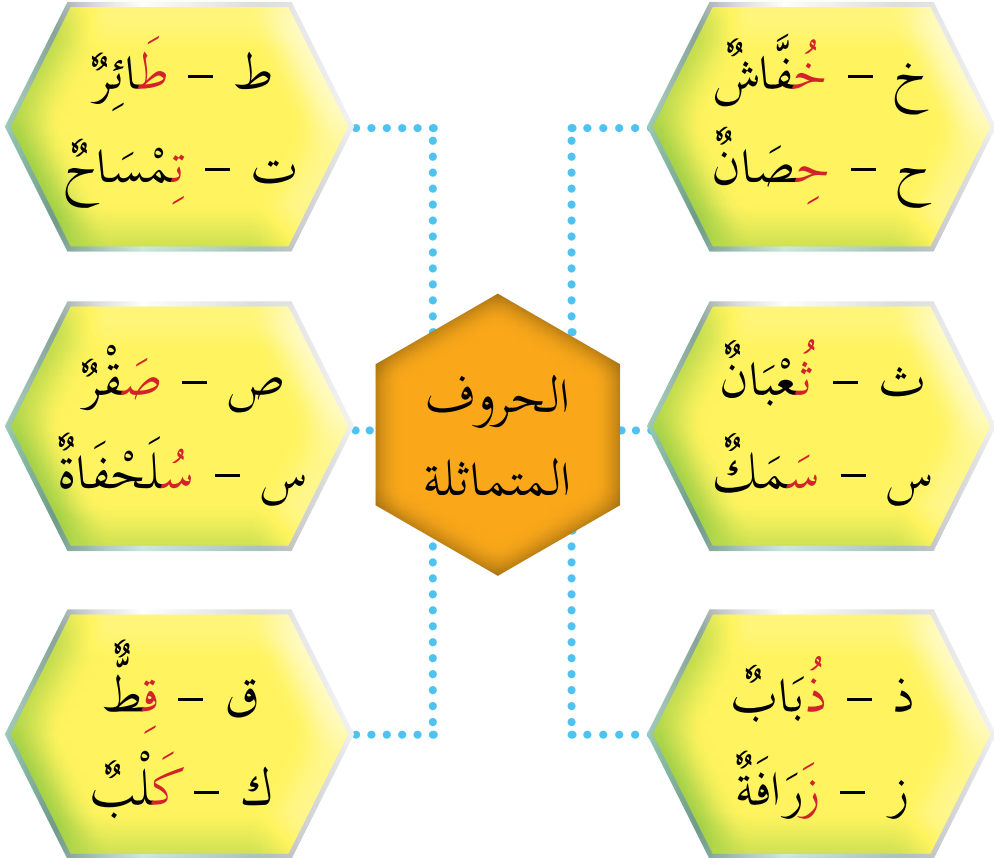 خ – خُفَّاشٌ
ح – حِصَانٌ
ط – طَائِرٌ
ت – تِمْسَاحٌ
الحروف
المتماثلة
ث – ثُعْبَانٌ
س – سَمَكٌ
ص – صَقْرٌ
س – سُلَحْفَاةٌ
ذ – ذُبَابٌ
ز – زَرَافَةٌ
ق – قِطٌّ
ك – كَلْبٌ